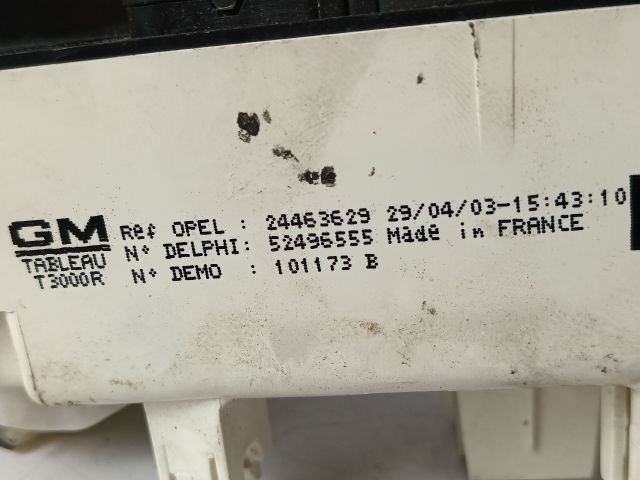 GM
TABLEAU
T3000R
Ref OPEL : 24463629 29/04/03-15:43:10
N° DELPHI: 52496555 Made in FRANCE
N° DEMO : 101173 B